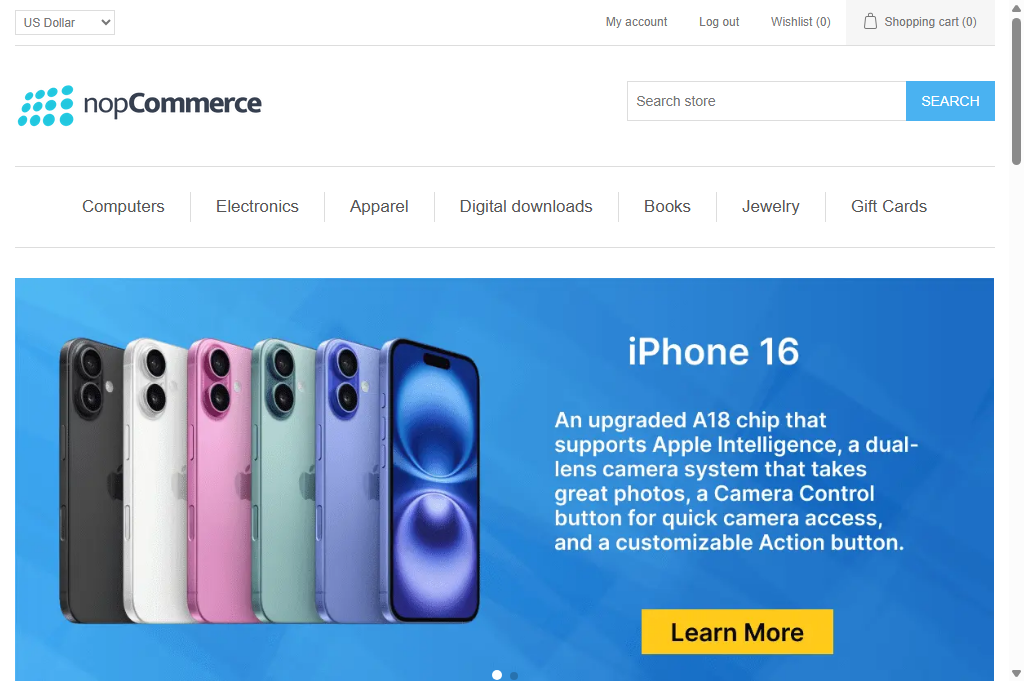 US Dollar
My account
Log out
Wishlist (0)
Shopping cart (0)
nopCommerce
Search store
SEARCH
Computers
Electronics
Apparel
Digital downloads
Books
Jewelry
Gift Cards
iPhone 16
An upgraded A18 chip that
supports Apple Intelligence, a dual-
lens camera system that takes
great photos, a Camera Control
button for quick camera access,
and a customizable Action button.
Learn More